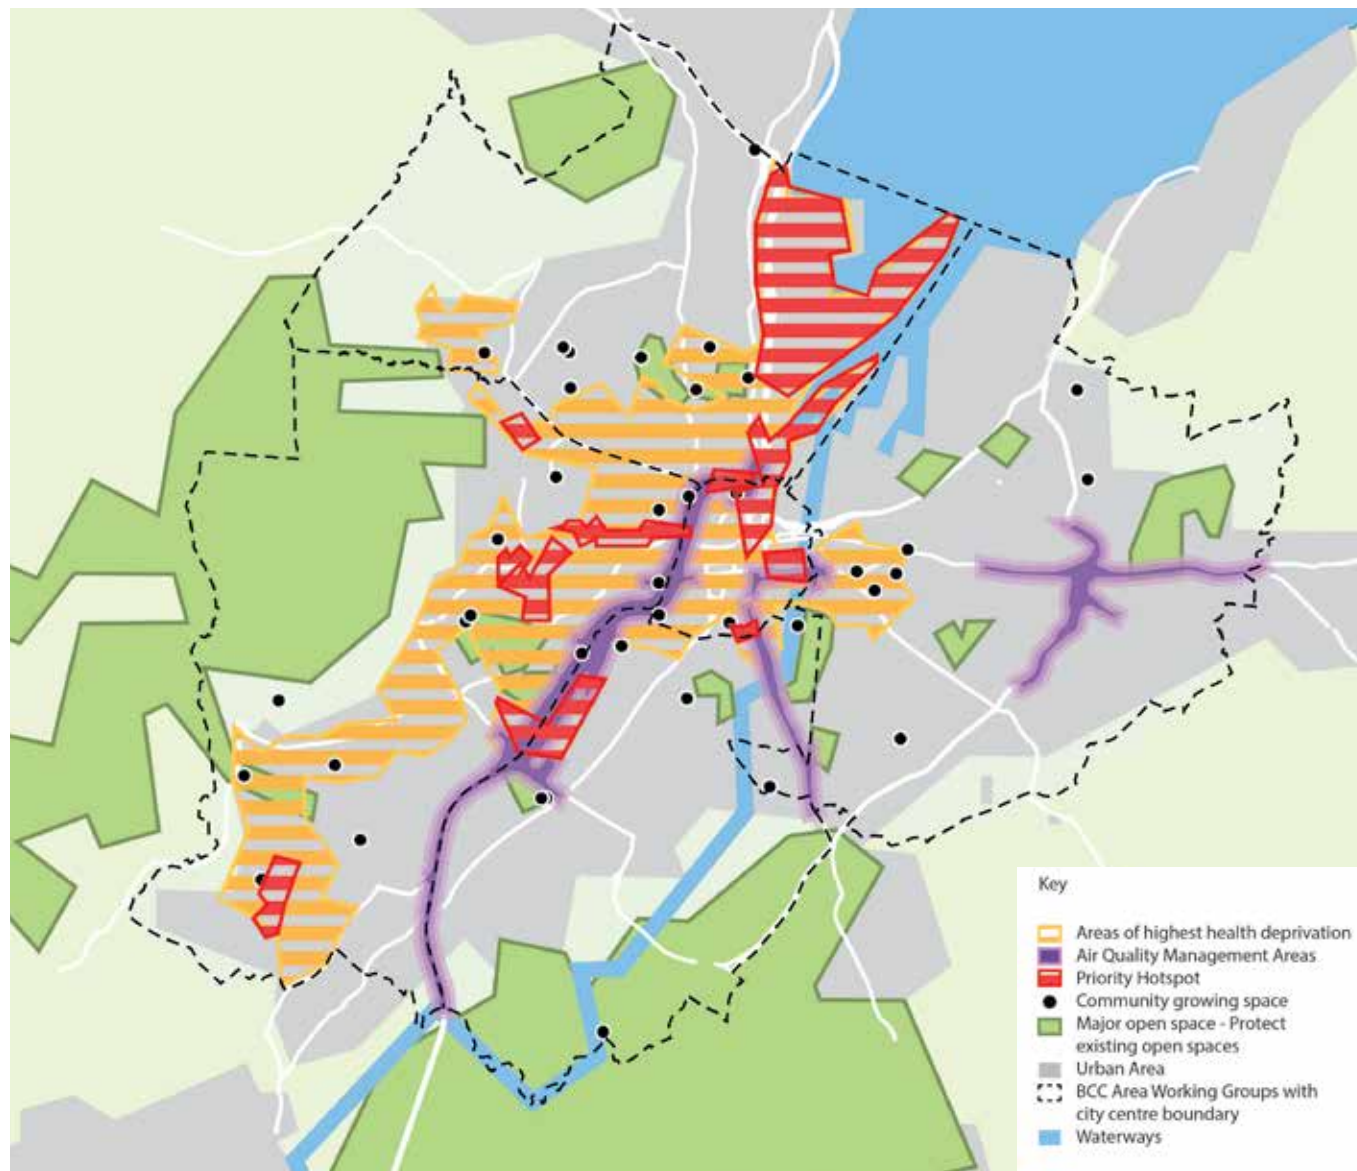 Key
Areas of highest health deprivation
Air Quality Management Areas
Priority Hotspot
Community growing space
Major open space - Protect
existing open spaces
Urban Area
BCC Area Working Groups with
city centre boundary
Waterways